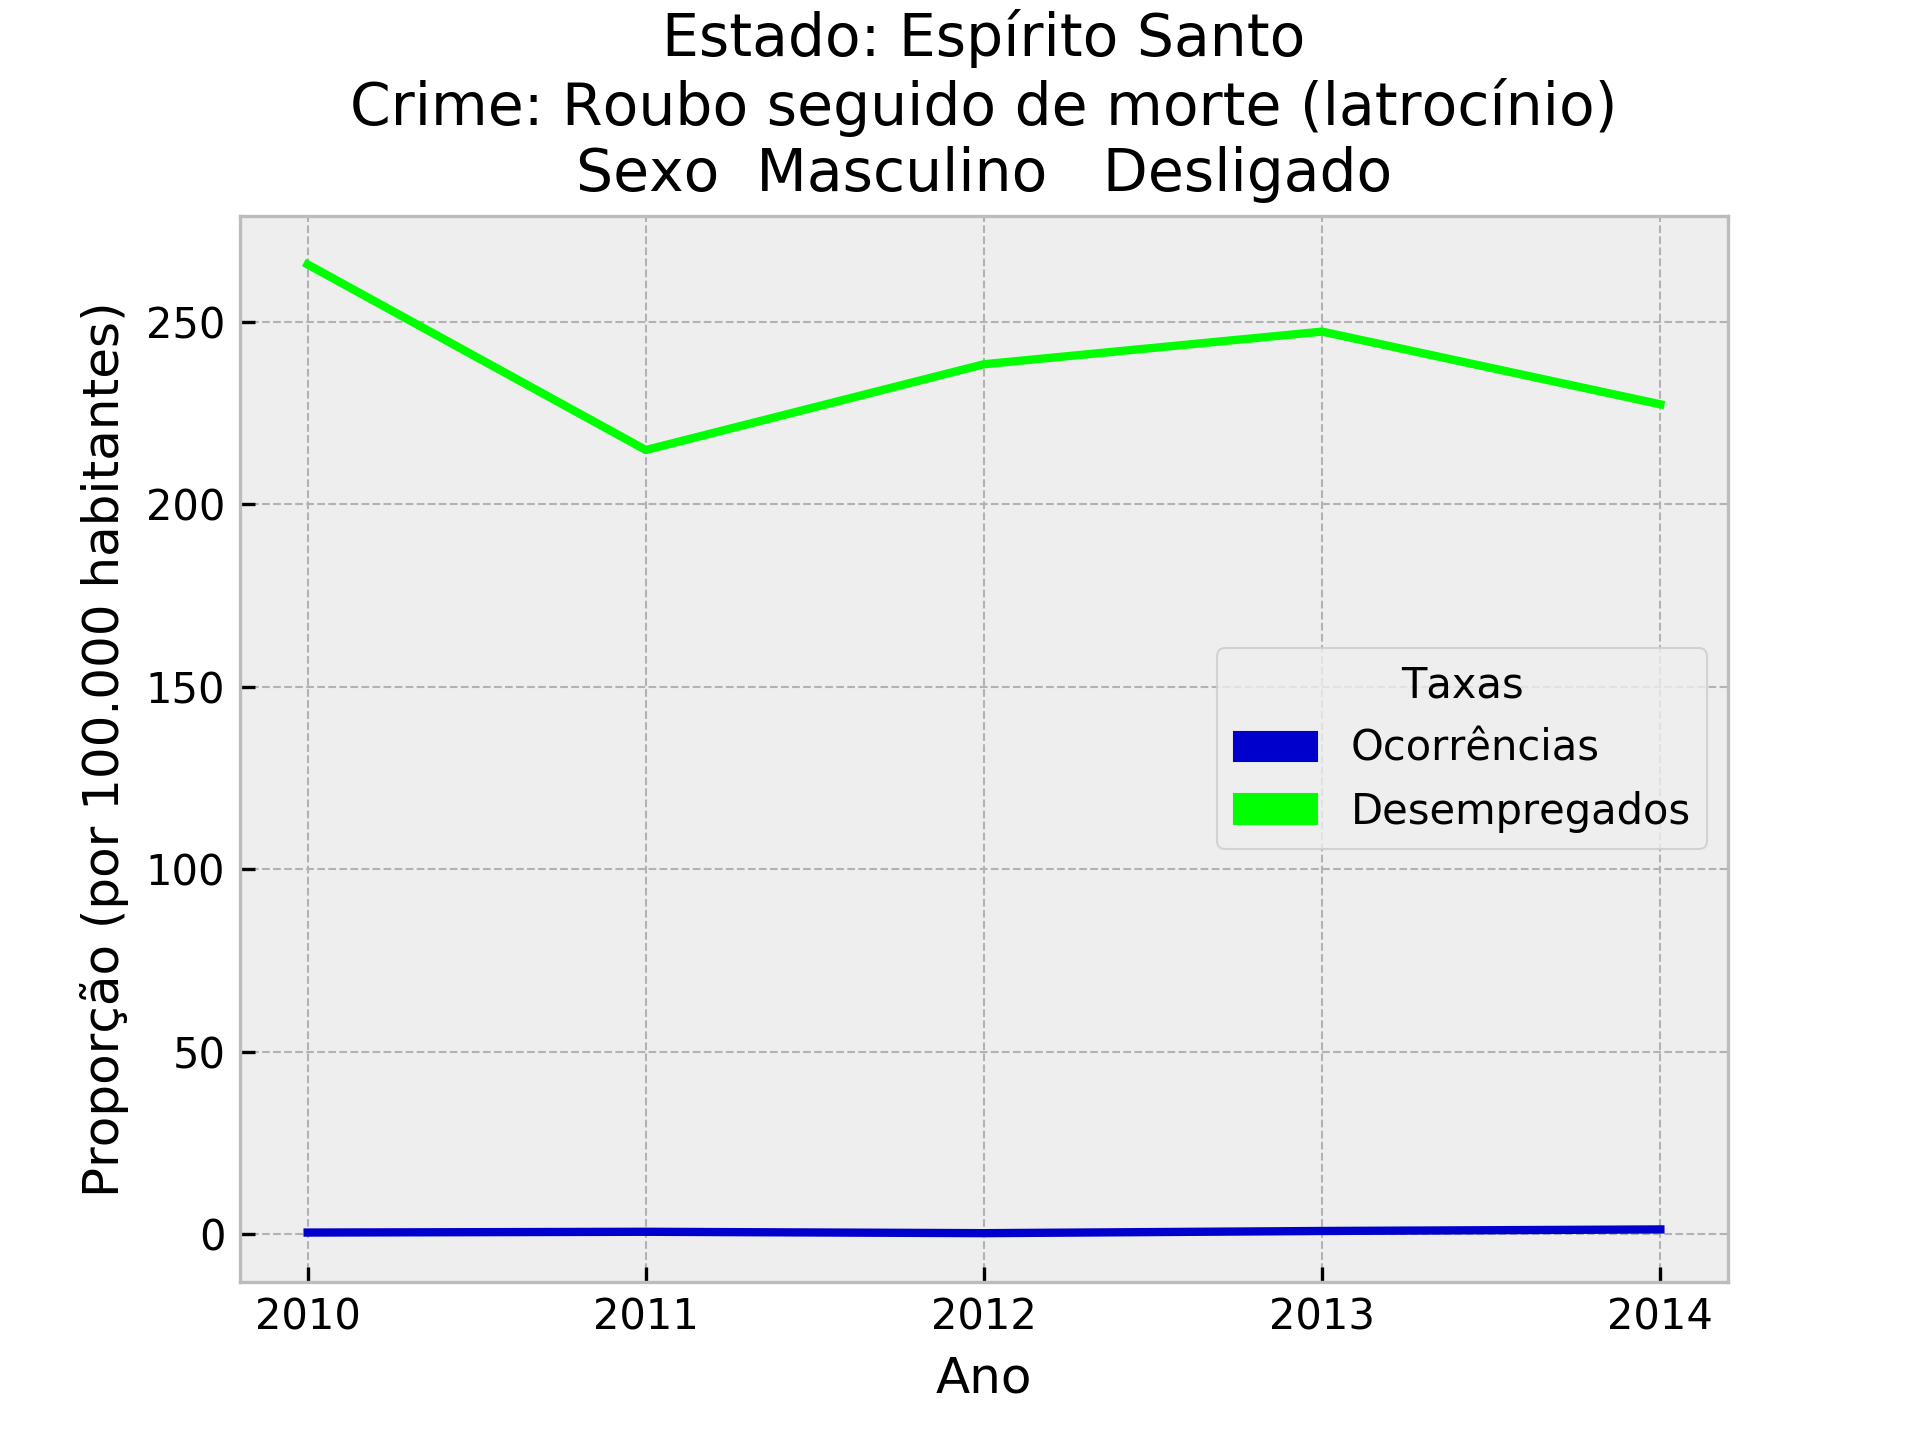 Estado: Espírito Santo
Crime: Roubo seguido de morte (latrocínio)
Sexo  Masculino   Desligado
Proporção (por 100.000 habitantes)
250
200
150
100
50
0
Taxas
Ocorrências
Desempregados
2010 2011 2012 2013 2014
Ano